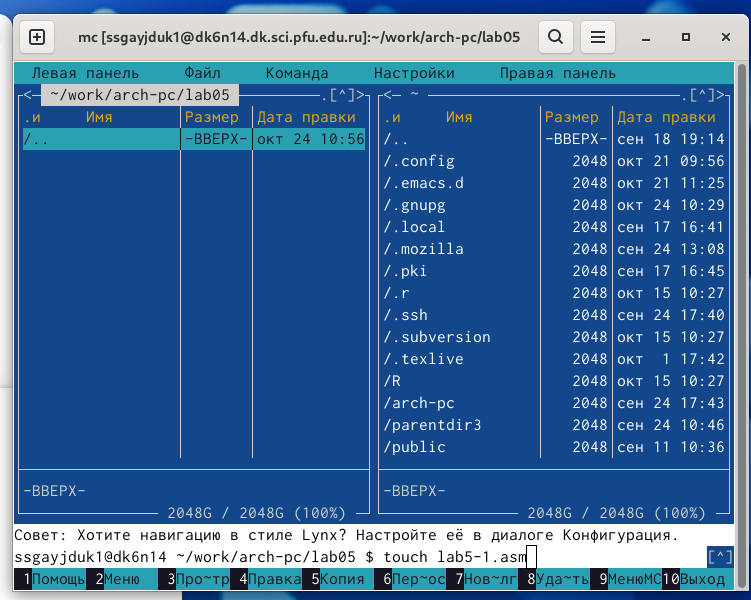 mc [ssgayjduk1@dk6n14.dk.sci.pfu.edu.ru]:~/work/arch-pc/lab05
Левая панель Файл Команда Настройки Правая панель
<— ~/work/arch-pc/lab05 .[^]> <— ~ .[^]>
.и Имя Размер Дата правки .и Имя Размер Дата правки
/.. -ВВЕРХ- окт 24 10:56 /.. -ВВЕРХ- сен 18 19:14
/.config 2048 окт 21 09:56
/.emacs.d 2048 окт 21 11:25
/.gnupg 2048 окт 24 10:29
/.local 2048 сен 17 16:41
/.mozilla 2048 сен 24 13:08
/.pki 2048 сен 17 16:45
/.r 2048 окт 15 10:27
/.ssh 2048 сен 24 17:40
/.subversion 2048 окт 15 10:27
/.texlive 2048 окт 1 17:42
/R 2048 окт 15 10:27
/arch-pc 2048 сен 24 17:43
/parentdir3 2048 сен 24 10:46
/public 2048 сен 11 10:36
-ВВЕРХ- -ВВЕРХ-
2048G / 2048G (100%) 2048G / 2048G (100%)
Совет: Хотите навигацию в стиле Lynx? Настройте её в диалоге Конфигурация.
ssgayjduk1@dk6n14 ~/work/arch-pc/lab05 $ touch lab5-1.asm [^]
1Помощь 2Меню 3Про~тр 4Правка 5Копия 6Пер~ос 7Нов~лг 8Уда~ть 9МенюMC 10Выход